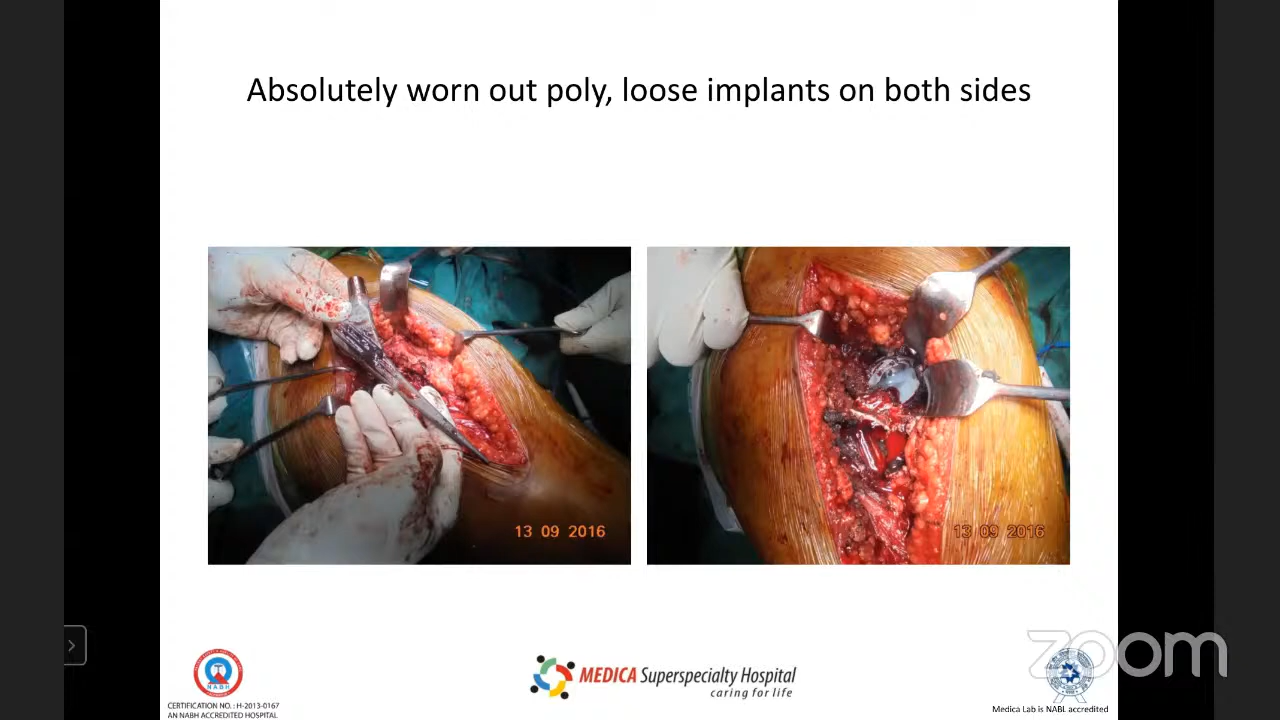 Absolutely worn out poly, loose implants on both sides
13 09 2016
13 09 2016
NABH
CERTIFICATION NO. : H-2013-0167
AN NABH ACCREDITED HOSPITAL
MEDICA Superspecialty Hospital
caring for life
zoom
Medica Lab is NABL accredited